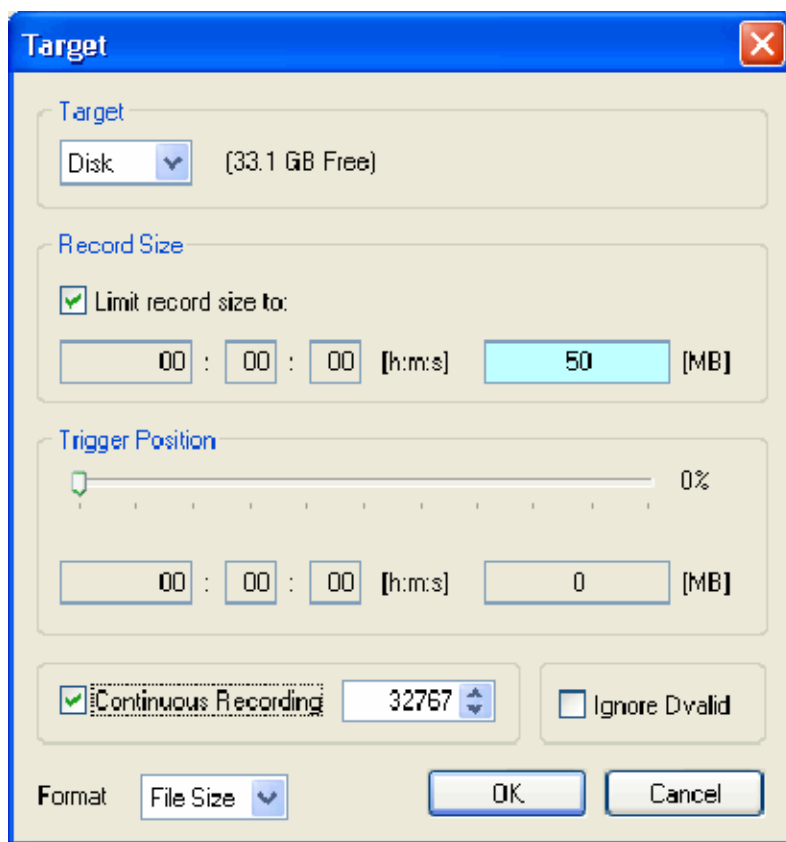 Target
Target
Disk (33.1 GB Free)
Record Size
Limit record size to:
00 : 00 : 00 [h:m:s] 50 [MB]
Trigger Position
0%
00 : 00 : 00 [h:m:s] 0 [MB]
Continuous Recording 32767 Ignore Dvalid
Format File Size OK Cancel